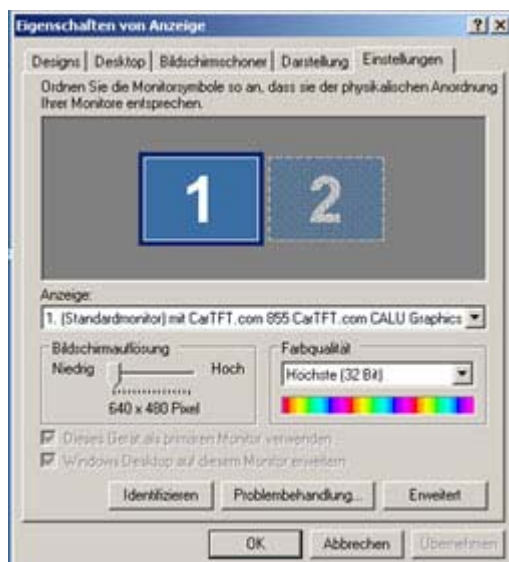 Eigenschaften von Anzeige
Designs Desktop Bildschirmschoner Darstellung Einstellungen
Ordnen Sie die Monitorsymbole so an, dass sie der physikalischen Anordnung
Ihrer Monitore entsprechen.
1 2
Anzeige:
1. (Standardmonitor) mit CarTFT.com 855 CarTFT.com CALU Graphics
Bildschirmauflösung Farbqualität
Niedrig Hoch Höchste (32 Bit)
640 x 480 Pixel
Dieses Gerät als primären Monitor verwenden
Windows-Desktop auf diesem Monitor erweitern
Identifizieren Problembehandlung... Erweitert
OK Abbrechen Übernehmen